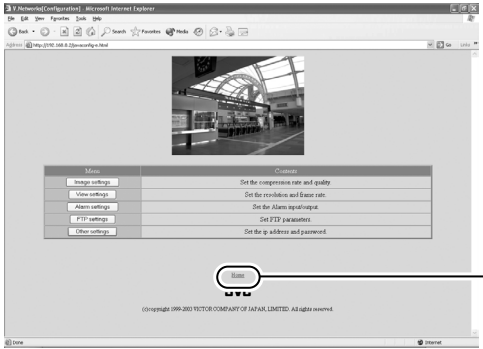 V.Networks[Configuration] - Microsoft Internet Explorer
File Edit View Favorites Tools Help
Back Search Favorites Media
Address http://192.168.0.2/javaconfig-e.html Go Links
Menu Contents
Image settings Set the compression rate and quality.
View settings Set the resolution and frame rate.
Alarm settings Set the Alarm input/output.
FTP settings Set FTP parameters.
Other settings Set the ip address and password.
Home
JVC
(c)copyright 1999-2003 VICTOR COMPANY OF JAPAN, LIMITED. All rights reserved.
Done Internet